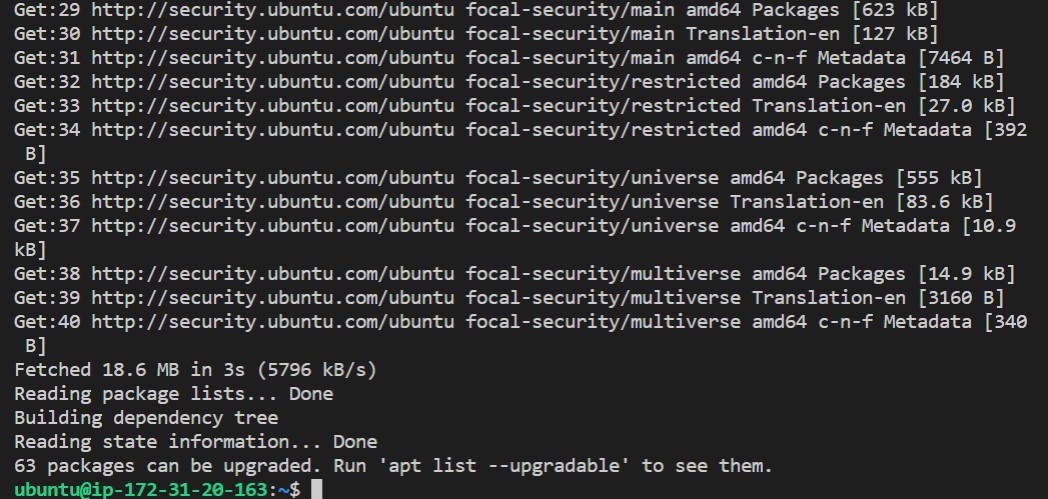 Get:29 http://security.ubuntu.com/ubuntu focal-security/main amd64 Packages [623 kB]
Get:30 http://security.ubuntu.com/ubuntu focal-security/main Translation-en [127 kB]
Get:31 http://security.ubuntu.com/ubuntu focal-security/main amd64 c-n-f Metadata [7464 B]
Get:32 http://security.ubuntu.com/ubuntu focal-security/restricted amd64 Packages [184 kB]
Get:33 http://security.ubuntu.com/ubuntu focal-security/restricted Translation-en [27.0 kB]
Get:34 http://security.ubuntu.com/ubuntu focal-security/restricted amd64 c-n-f Metadata [392
 B]
Get:35 http://security.ubuntu.com/ubuntu focal-security/universe amd64 Packages [555 kB]
Get:36 http://security.ubuntu.com/ubuntu focal-security/universe Translation-en [83.6 kB]
Get:37 http://security.ubuntu.com/ubuntu focal-security/universe amd64 c-n-f Metadata [10.9
kB]
Get:38 http://security.ubuntu.com/ubuntu focal-security/multiverse amd64 Packages [14.9 kB]
Get:39 http://security.ubuntu.com/ubuntu focal-security/multiverse Translation-en [3160 B]
Get:40 http://security.ubuntu.com/ubuntu focal-security/multiverse amd64 c-n-f Metadata [340
 B]
Fetched 18.6 MB in 3s (5796 kB/s)
Reading package lists... Done
Building dependency tree
Reading state information... Done
63 packages can be upgraded. Run 'apt list --upgradable' to see them.
ubuntu@ip-172-31-20-163:~$